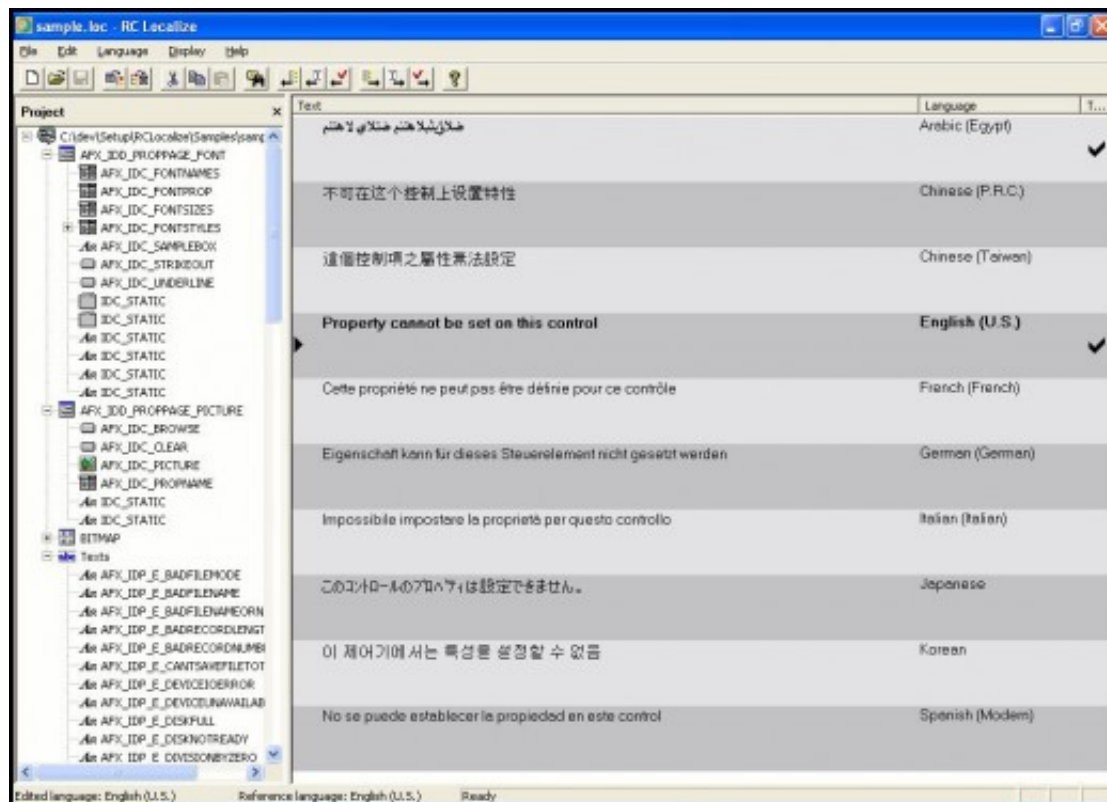 sample.loc - RC Localize
File Edit Language Display Help
Project
Text Language T...
C:\dev\Setup\RCLocalize\Samples\samp
AFX_IDD_PROPPAGE_FONT
AFX_IDC_FONTNAMES
AFX_IDC_FONTPROP
AFX_IDC_FONTSIZES
AFX_IDC_FONTSTYLES
AFX_IDC_SAMPLEBOX
AFX_IDC_STRIKEOUT
AFX_IDC_UNDERLINE
IDC_STATIC
IDC_STATIC
IDC_STATIC
IDC_STATIC
IDC_STATIC
IDC_STATIC
AFX_IDD_PROPPAGE_PICTURE
AFX_IDC_BROWSE
AFX_IDC_CLEAR
AFX_IDC_PICTURE
AFX_IDC_PROPNAME
IDC_STATIC
IDC_STATIC
BITMAP
abc Texts
AFX_IDP_E_BADFILEMODE
AFX_IDP_E_BADFILENAME
AFX_IDP_E_BADFILENAMEORN
AFX_IDP_E_BADRECORDLENGT
AFX_IDP_E_BADRECORDNUMBI
AFX_IDP_E_CANTSAVEFILETOT
AFX_IDP_E_DEVICEIOERROR
AFX_IDP_E_DEVICEUNAVAILAB
AFX_IDP_E_DISKFULL
AFX_IDP_E_DISKNOTREADY
AFX_IDP_E_DIVISIONBYZERO
Arabic (Egypt)
不可在这个控制上设置特性 Chinese (P.R.C.)
這個控制項之屬性無法設定 Chinese (Taiwan)
Property cannot be set on this control English (U.S.)
Cette propriété ne peut pas être définie pour ce contrôle French (French)
Eigenschaft kann für dieses Steuerelement nicht gesetzt werden German (German)
Impossibile impostare la proprietà per questo controllo Italian (Italian)
このコントロールのプロパティは設定できません。 Japanese
이 제어기에서는 특성을 설정할 수 없음 Korean
No se puede establecer la propiedad en este control Spanish (Modern)
Edited language: English (U.S.) Reference language: English (U.S.) Ready